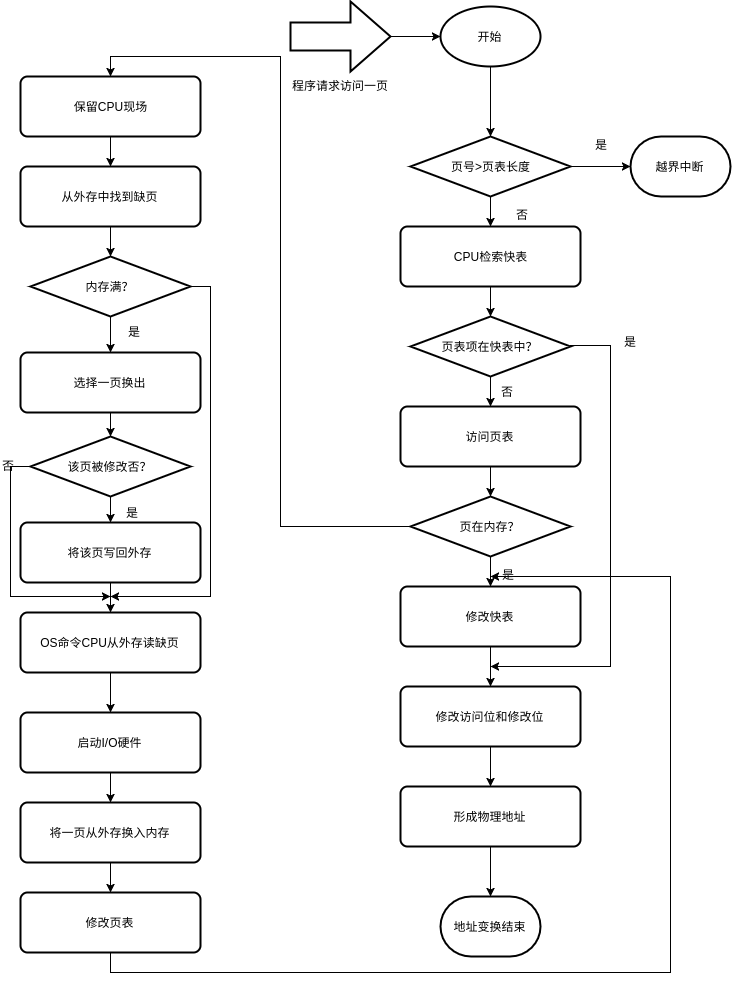 开始
程序请求访问一页
页号>页表长度
是
越界中断
否
CPU检索快表
页表项在快表中?
是
否
访问页表
页在内存?
是
修改快表
修改访问位和修改位
形成物理地址
地址变换结束
保留CPU现场
从外存中找到缺页
内存满?
是
选择一页换出
该页被修改否?
否
是
将该页写回外存
OS命令CPU从外存读缺页
启动I/O硬件
将一页从外存换入内存
修改页表